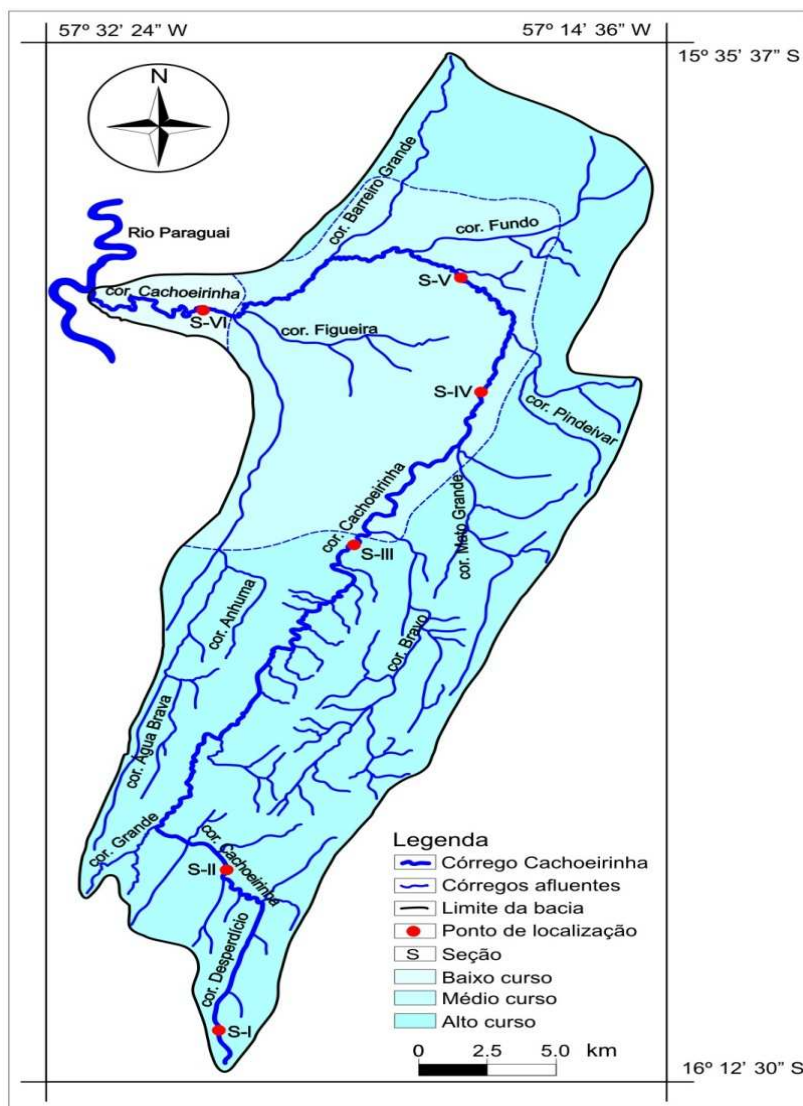 57º 32’ 24” W
57º 14’ 36” W
15º 35’ 37” S
N
cor. Barreiro Grande
cor. Fundo
Rio Paraguai
cor. Cachoeirinha
S-V
S-VI
cor. Figueira
S-IV
cor. Pindeivar
cor. Cachoeirinha
cor. Mato Grande
S-III
cor. Anhuma
cor. Bravo
cor. Água Brava
cor. Grande
cor. Cachoeirinha
S-II
cor. Desperdício
S-I
Legenda
Córrego Cachoeirinha
Córregos afluentes
Limite da bacia
Ponto de localização
S Seção
Baixo curso
Médio curso
Alto curso
0 2.5 5.0 km
16º 12’ 30” S